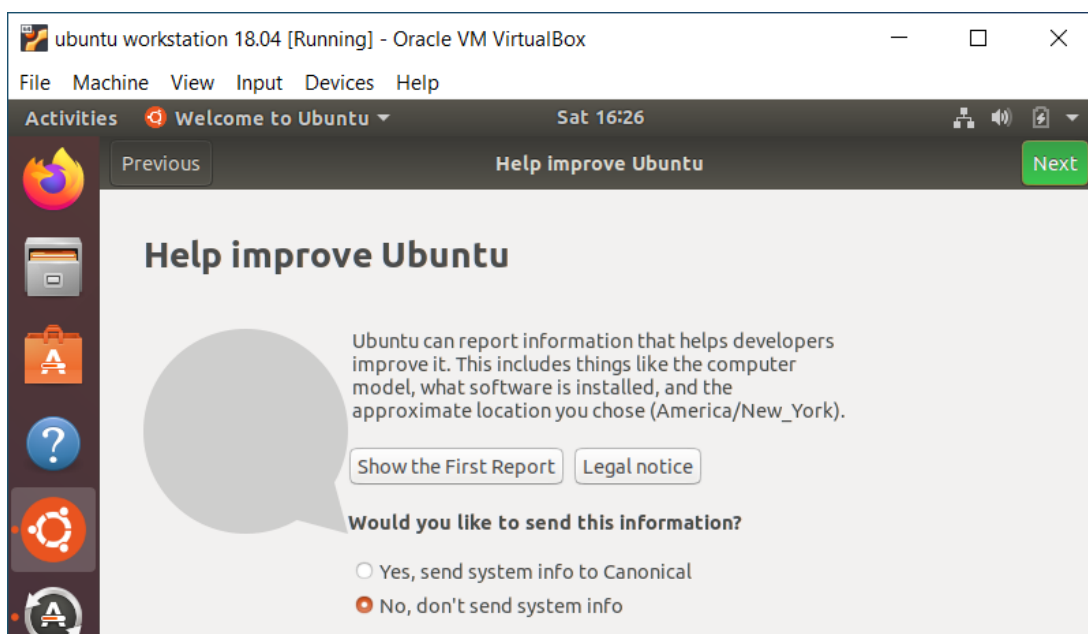 ubuntu workstation 18.04 [Running] - Oracle VM VirtualBox
File Machine View Input Devices Help
Activities Welcome to Ubuntu Sat 16:26
Previous Help improve Ubuntu Next
Help improve Ubuntu
Ubuntu can report information that helps developers
improve it. This includes things like the computer
model, what software is installed, and the
approximate location you chose (America/New_York).
Show the First Report Legal notice
Would you like to send this information?
Yes, send system info to Canonical
No, don't send system info